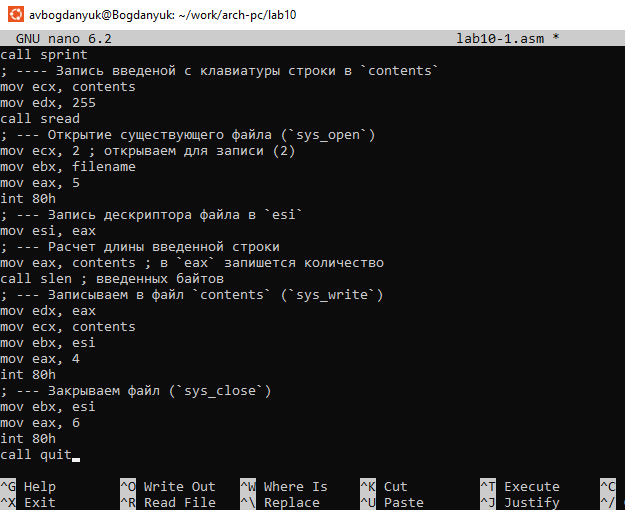 avbogdanyuk@Bogdanyuk: ~/work/arch-pc/lab10
GNU nano 6.2 lab10-1.asm *
call sprint
; ---- Запись введеной с клавиатуры строки в `contents`
mov ecx, contents
mov edx, 255
call sread
; --- Открытие существующего файла (`sys_open`)
mov ecx, 2 ; открываем для записи (2)
mov ebx, filename
mov eax, 5
int 80h
; --- Запись дескриптора файла в `esi`
mov esi, eax
; --- Расчет длины введенной строки
mov eax, contents ; в `eax` запишется количество
call slen ; введенных байтов
; --- Записываем в файл `contents` (`sys_write`)
mov edx, eax
mov ecx, contents
mov ebx, esi
mov eax, 4
int 80h
; --- Закрываем файл (`sys_close`)
mov ebx, esi
mov eax, 6
int 80h
call quit
^G Help ^O Write Out ^W Where Is ^K Cut ^T Execute ^C
^X Exit ^R Read File ^\ Replace ^U Paste ^J Justify ^/